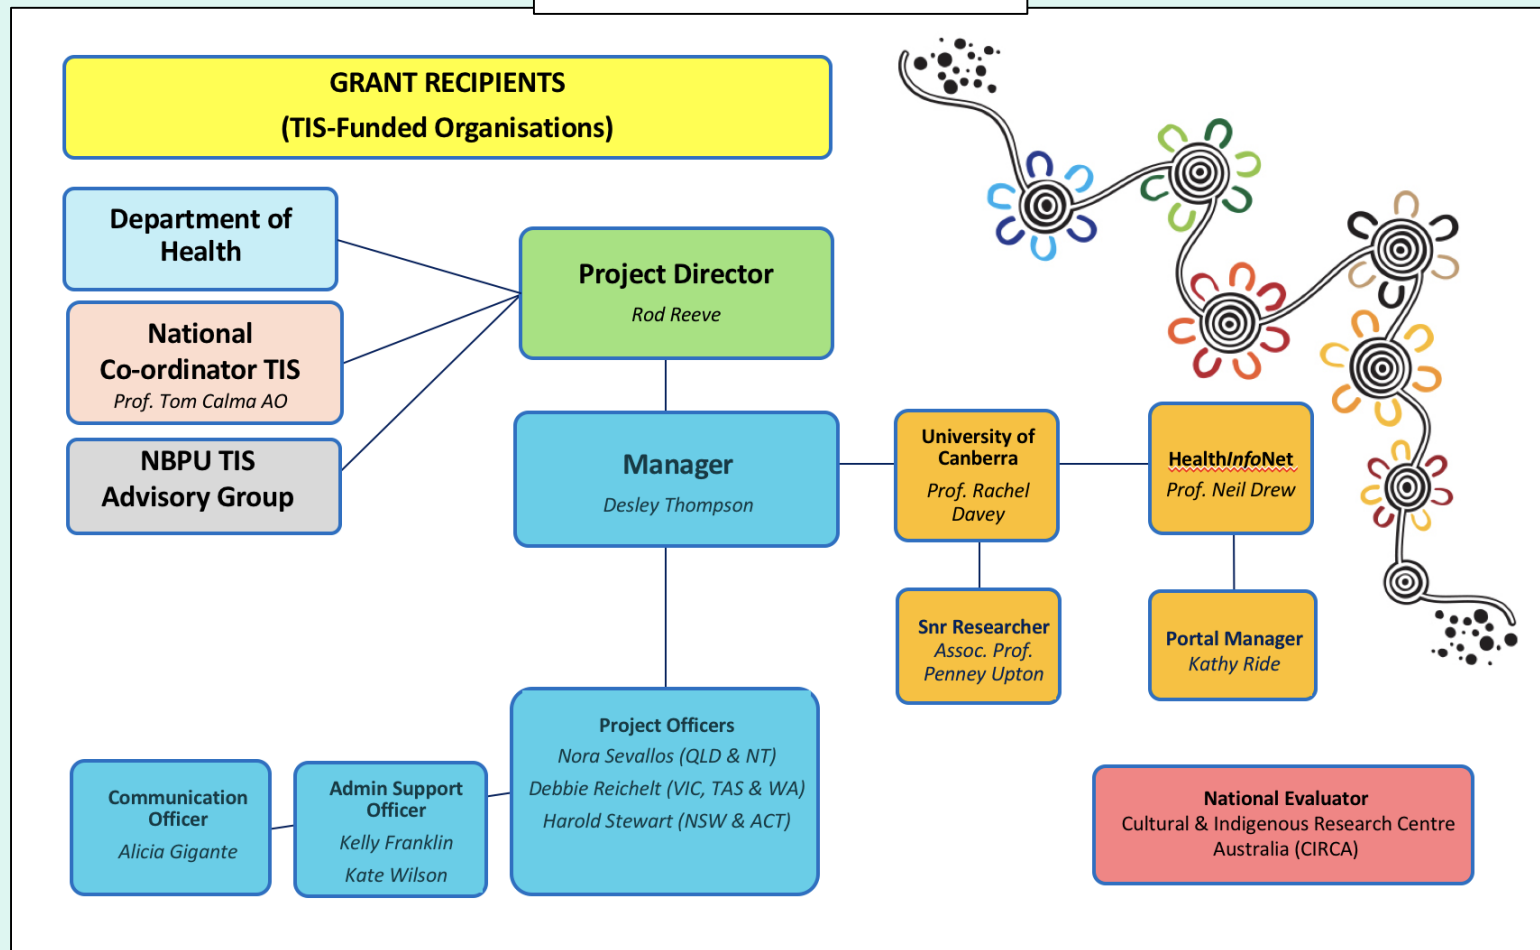 GRANT RECIPIENTS
(TIS-Funded Organisations)
Department of
Health
National
Co-ordinator TIS
Prof. Tom Calma AO
NBPU TIS
Advisory Group
Project Director
Rod Reeve
Manager
Desley Thompson
University of
Canberra
Prof. Rachel
Davey
HealthInfoNet
Prof. Neil Drew
Snr Researcher
Assoc. Prof.
Penney Upton
Portal Manager
Kathy Ride
Project Officers
Nora Sevallos (QLD & NT)
Debbie Reichelt (VIC, TAS & WA)
Harold Stewart (NSW & ACT)
Admin Support
Officer
Kelly Franklin
Kate Wilson
Communication
Officer
Alicia Gigante
National Evaluator
Cultural & Indigenous Research Centre
Australia (CIRCA)